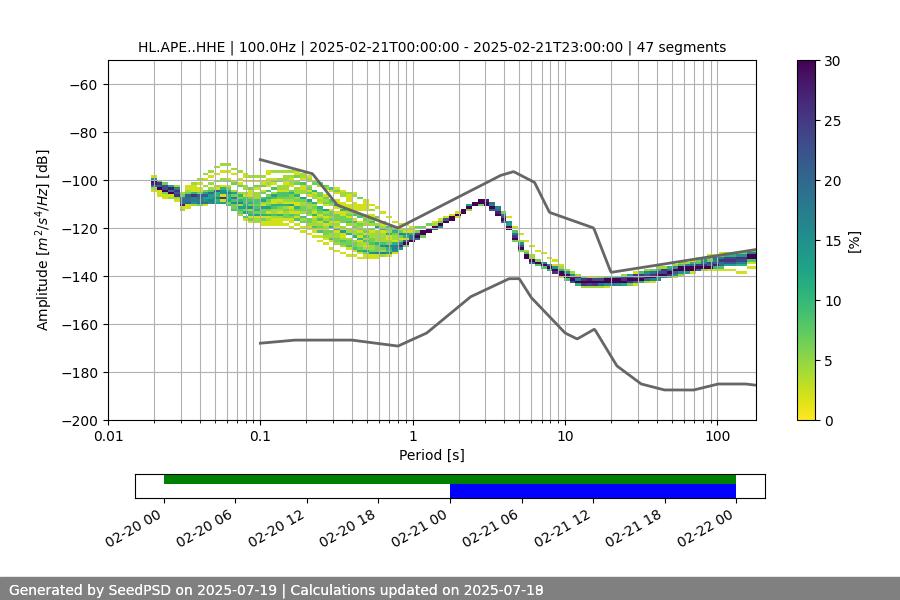 HL.APE..HHE | 100.0Hz | 2025-02-21T00:00:00 - 2025-02-21T23:00:00 | 47 segments
−60
−80
−100
−120
−140
−160
−180
−200
Amplitude [m²/s⁴/Hz] [dB]
0.01 0.1 1 10 100
Period [s]
30
25
20
15
10
5
0
[%]
02-20 00 02-20 06 02-20 12 02-20 18 02-21 00 02-21 06 02-21 12 02-21 18 02-22 00
Generated by SeedPSD on 2025-07-19 | Calculations updated on 2025-07-18